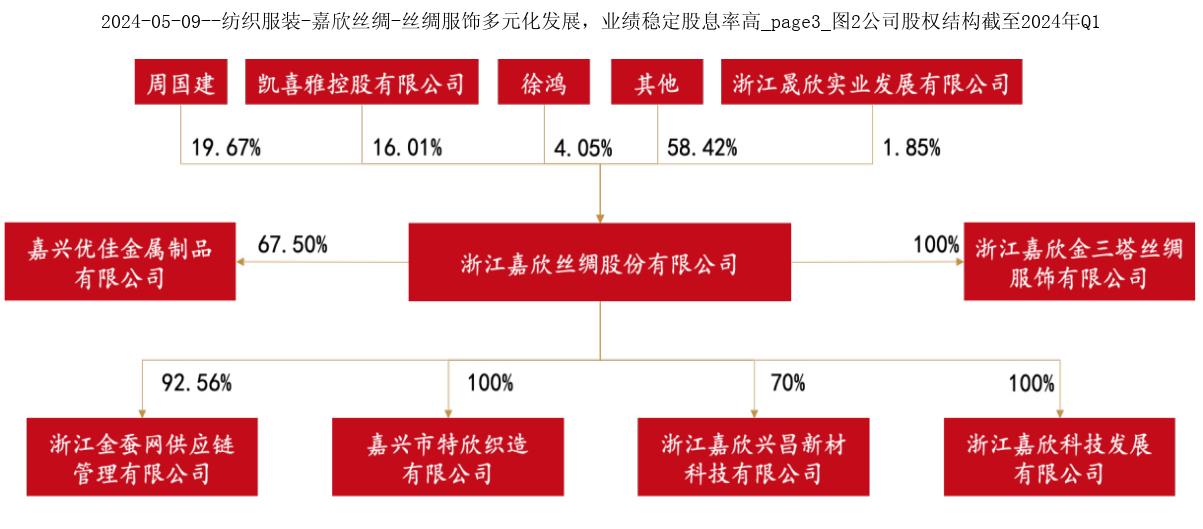 2024-05-09--纺织服装-嘉欣丝绸-丝绸服饰多元化发展，业绩稳定股息率高_page3_图2公司股权结构截至2024年Q1
周国建
凯喜雅控股有限公司
徐鸿
其他
浙江晟欣实业发展有限公司
19.67%
16.01%
4.05%
58.42%
1.85%
嘉兴优佳金属制品
有限公司
67.50%
浙江嘉欣丝绸股份有限公司
100%
浙江嘉欣金三塔丝绸
服饰有限公司
92.56%
100%
70%
100%
浙江金蚕网供应链
管理有限公司
嘉兴市特欣织造
有限公司
浙江嘉欣兴昌新材
科技有限公司
浙江嘉欣科技发展
有限公司